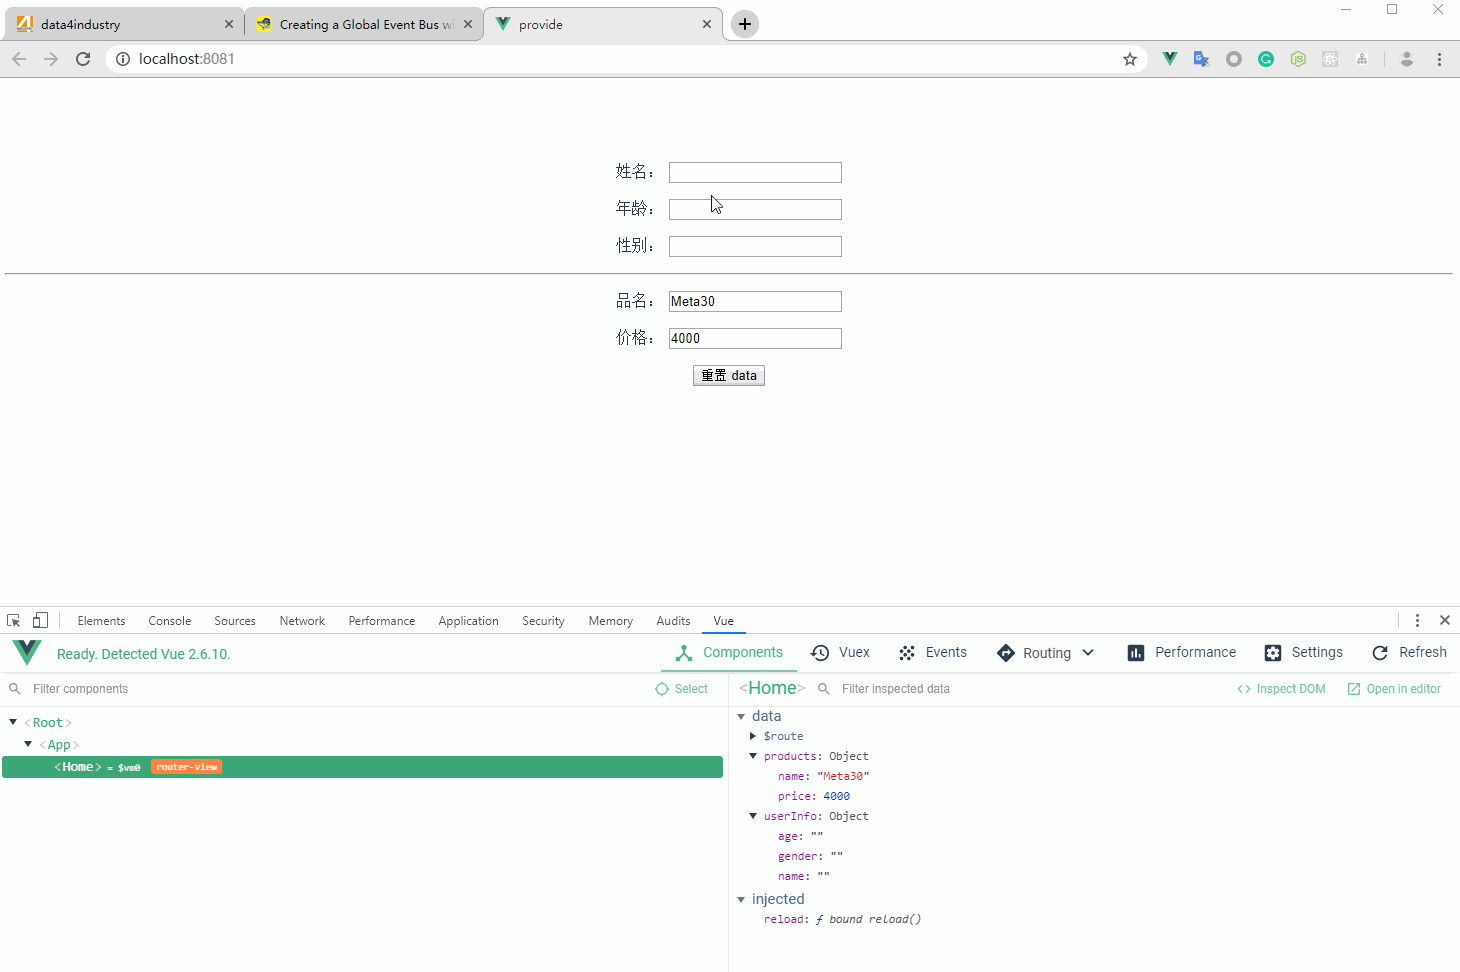 data4industry
Creating a Global Event Bus wi
provide
localhost:8081
姓名：
年龄：
性别：
品名： Meta30
价格： 4000
重置 data
Elements Console Sources Network Performance Application Security Memory Audits Vue
Ready. Detected Vue 2.6.10.
Components Vuex Events Routing Performance Settings Refresh
Filter components Select
<Home> Filter inspected data < > Inspect DOM Open in editor
<Root>
<App>
<Home> = $vm0 router-view
data
$route
products: Object
name: "Meta30"
price: 4000
userInfo: Object
age: ""
gender: ""
name: ""
injected
reload: ƒ bound reload()